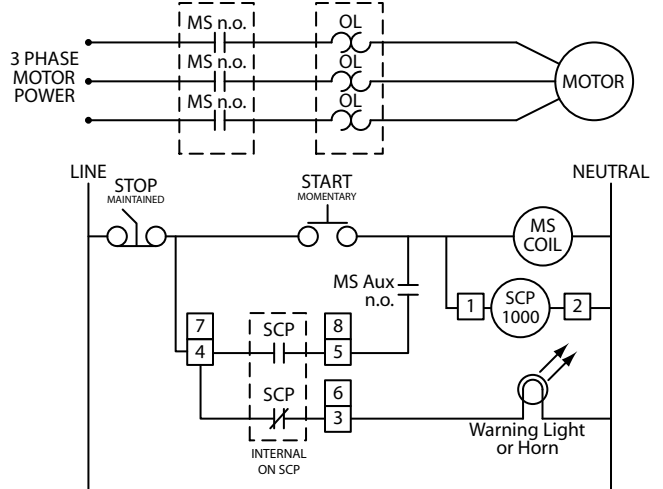 MS n.o.
OL
3 PHASE
MOTOR
POWER
MS n.o.
OL
MOTOR
MS n.o.
OL
LINE
NEUTRAL
STOP
MAINTAINED
START
MOMENTARY
MS
COIL
MS Aux
n.o.
1
SCP
1000
2
7
4
SCP
8
5
SCP
6
3
INTERNAL
ON SCP
Warning Light
or Horn